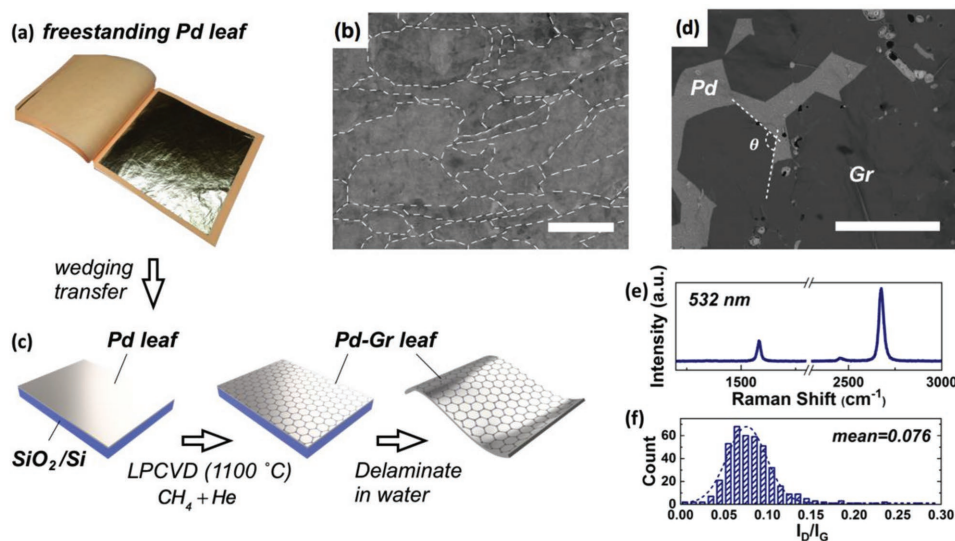 (a) freestanding Pd leaf
(b)
(d)
Pd
θ
Gr
wedging
transfer
(c)
Pd leaf
Pd-Gr leaf
SiO2/Si
LPCVD (1100 ˚C)
CH4 + He
Delaminate
in water
(e)
532 nm
Intensity (a.u.)
1500
2500
3000
Raman Shift (cm⁻¹)
(f)
mean=0.076
Count
60
40
20
0
0.00
0.05
0.10
0.15
0.20
0.25
0.30
ID/IG